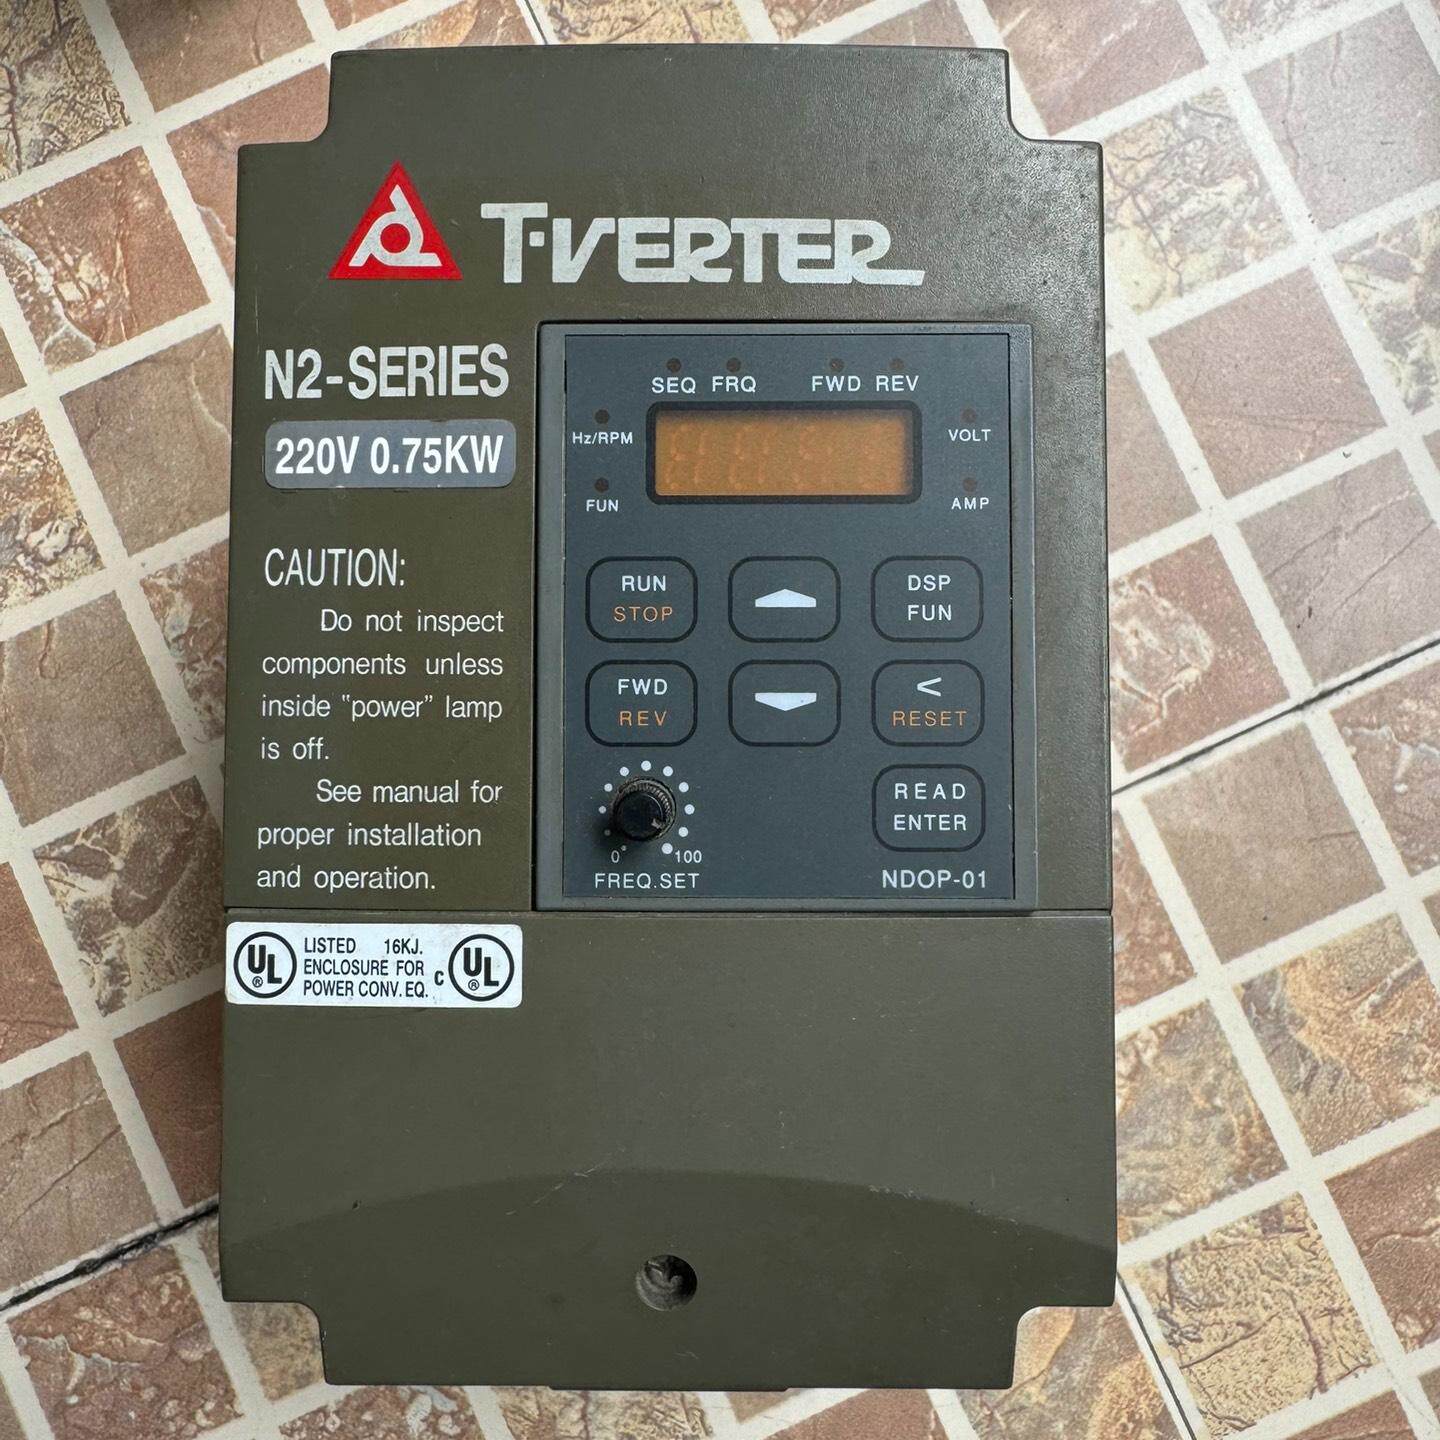 T-VERTER
N2-SERIES
220V 0.75KW
CAUTION:
Do not inspect
components unless
inside "power" lamp
is off.
See manual for
proper installation
and operation.
SEQ FRQ FWD REV
Hz/RPM VOLT
FUN AMP
RUN
STOP
DSP
FUN
FWD
REV
<
RESET
READ
ENTER
0 100
FREQ.SET
NDOP-01
UL
®
LISTED 16KJ.
ENCLOSURE FOR
POWER CONV. EQ.
C
UL
®